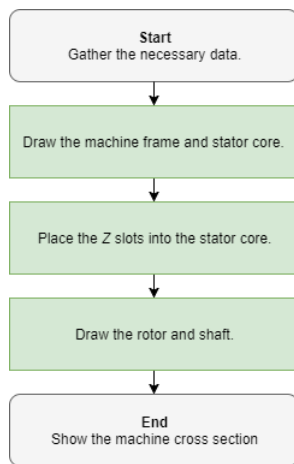 Start
Gather the necessary data.
Draw the machine frame and stator core.
Place the Z slots into the stator core.
Draw the rotor and shaft.
End
Show the machine cross section